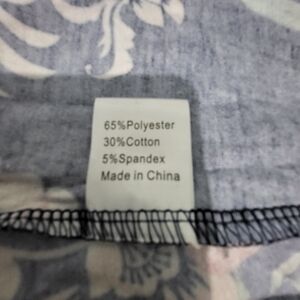 65%Polyester
30%Cotton
5%Spandex
Made in China